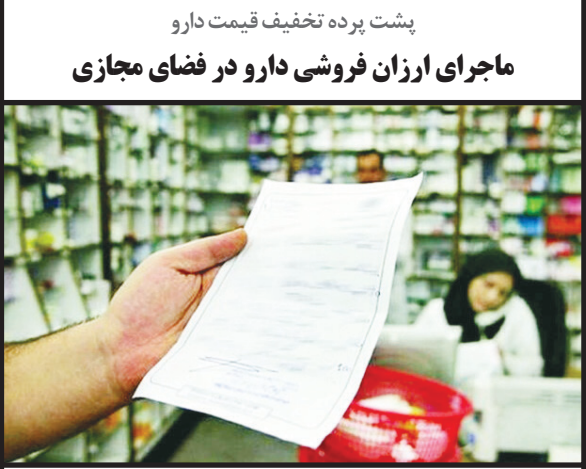 پشت پرده تخفیف قیمت دارو
ماجرای ارزان فروشی دارو در فضای مجازی